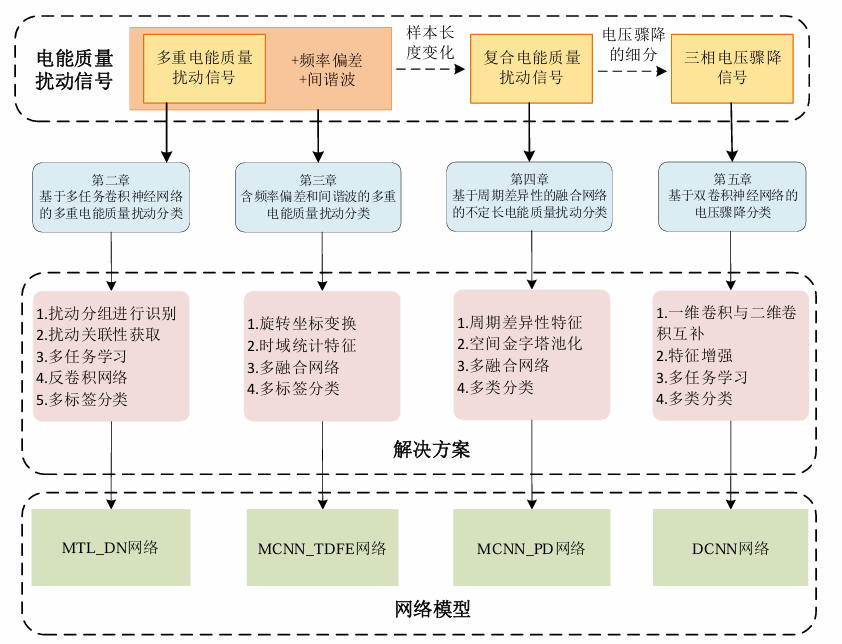 电能质量
扰动信号
多重电能质量
扰动信号
+频率偏差
+间谐波
样本长
度变化
复合电能质量
扰动信号
电压骤降
的细分
三相电压骤降
信号
第二章
基于多任务卷积神经网络
的多重电能质量扰动分类
第三章
含频率偏差和间谐波的多重
电能质量扰动分类
第四章
基于周期差异性的融合网络
的不定长电能质量扰动分类
第五章
基于双卷积神经网络的
电压骤降分类
1.扰动分组进行识别
2.扰动关联性获取
3.多任务学习
4.反卷积网络
5.多标签分类
1.旋转坐标变换
2.时域统计特征
3.多融合网络
4.多标签分类
1.周期差异性特征
2.空间金字塔池化
3.多融合网络
4.多类分类
1.一维卷积与二维卷
积互补
2.特征增强
3.多任务学习
4.多类分类
解决方案
MTL_DN网络
MCNN_TDFE网络
MCNN_PD网络
DCNN网络
网络模型